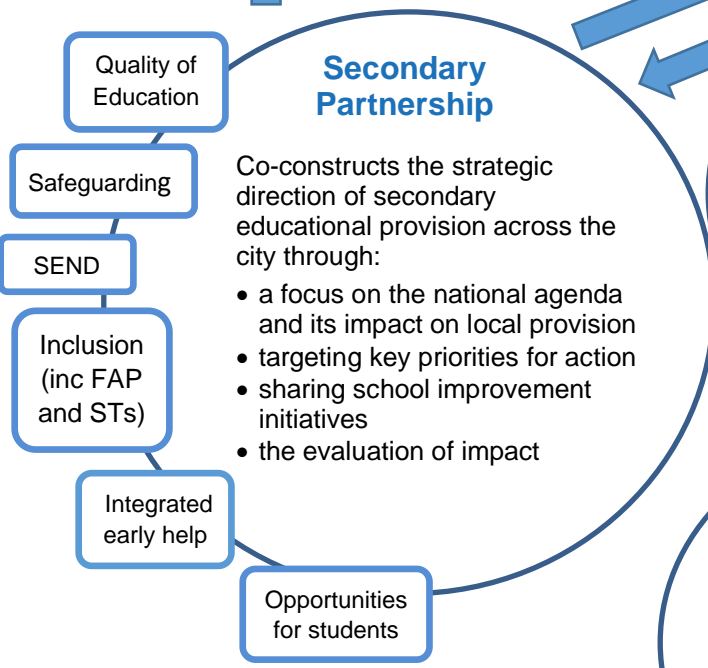 Quality of
Education
Safeguarding
SEND
Inclusion
(inc FAP
and STs)
Integrated
early help
Opportunities
for students
Secondary
Partnership
Co-constructs the strategic
direction of secondary
educational provision across the
city through:
• a focus on the national agenda
and its impact on local provision
• targeting key priorities for action
• sharing school improvement
initiatives
• the evaluation of impact